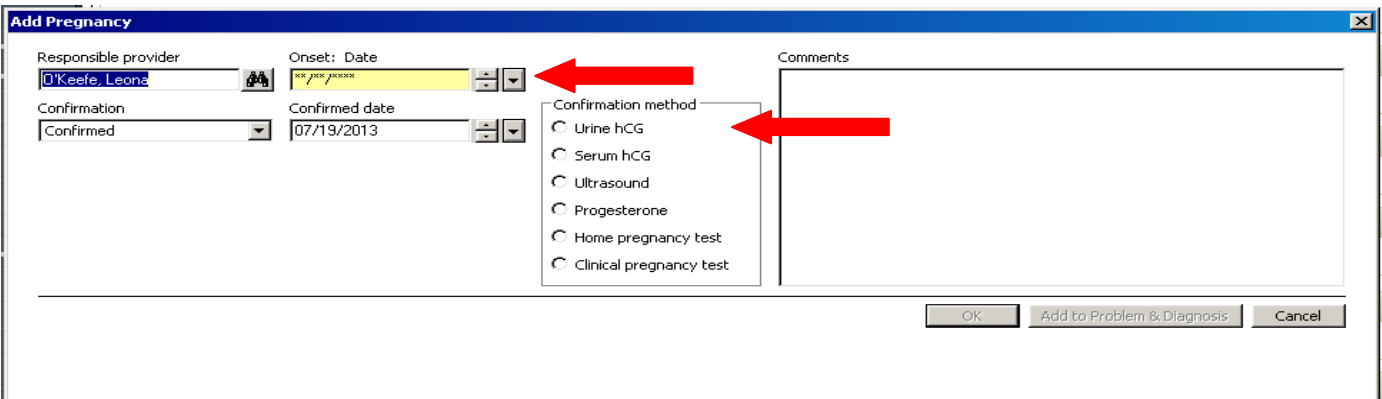 Add Pregnancy
Responsible provider Onset: Date Comments
O'Keefe, Leona **/**/****
Confirmation Confirmed date Confirmation method
Confirmed 07/19/2013 Urine hCG
Serum hCG
Ultrasound
Progesterone
Home pregnancy test
Clinical pregnancy test
OK Add to Problem & Diagnosis Cancel